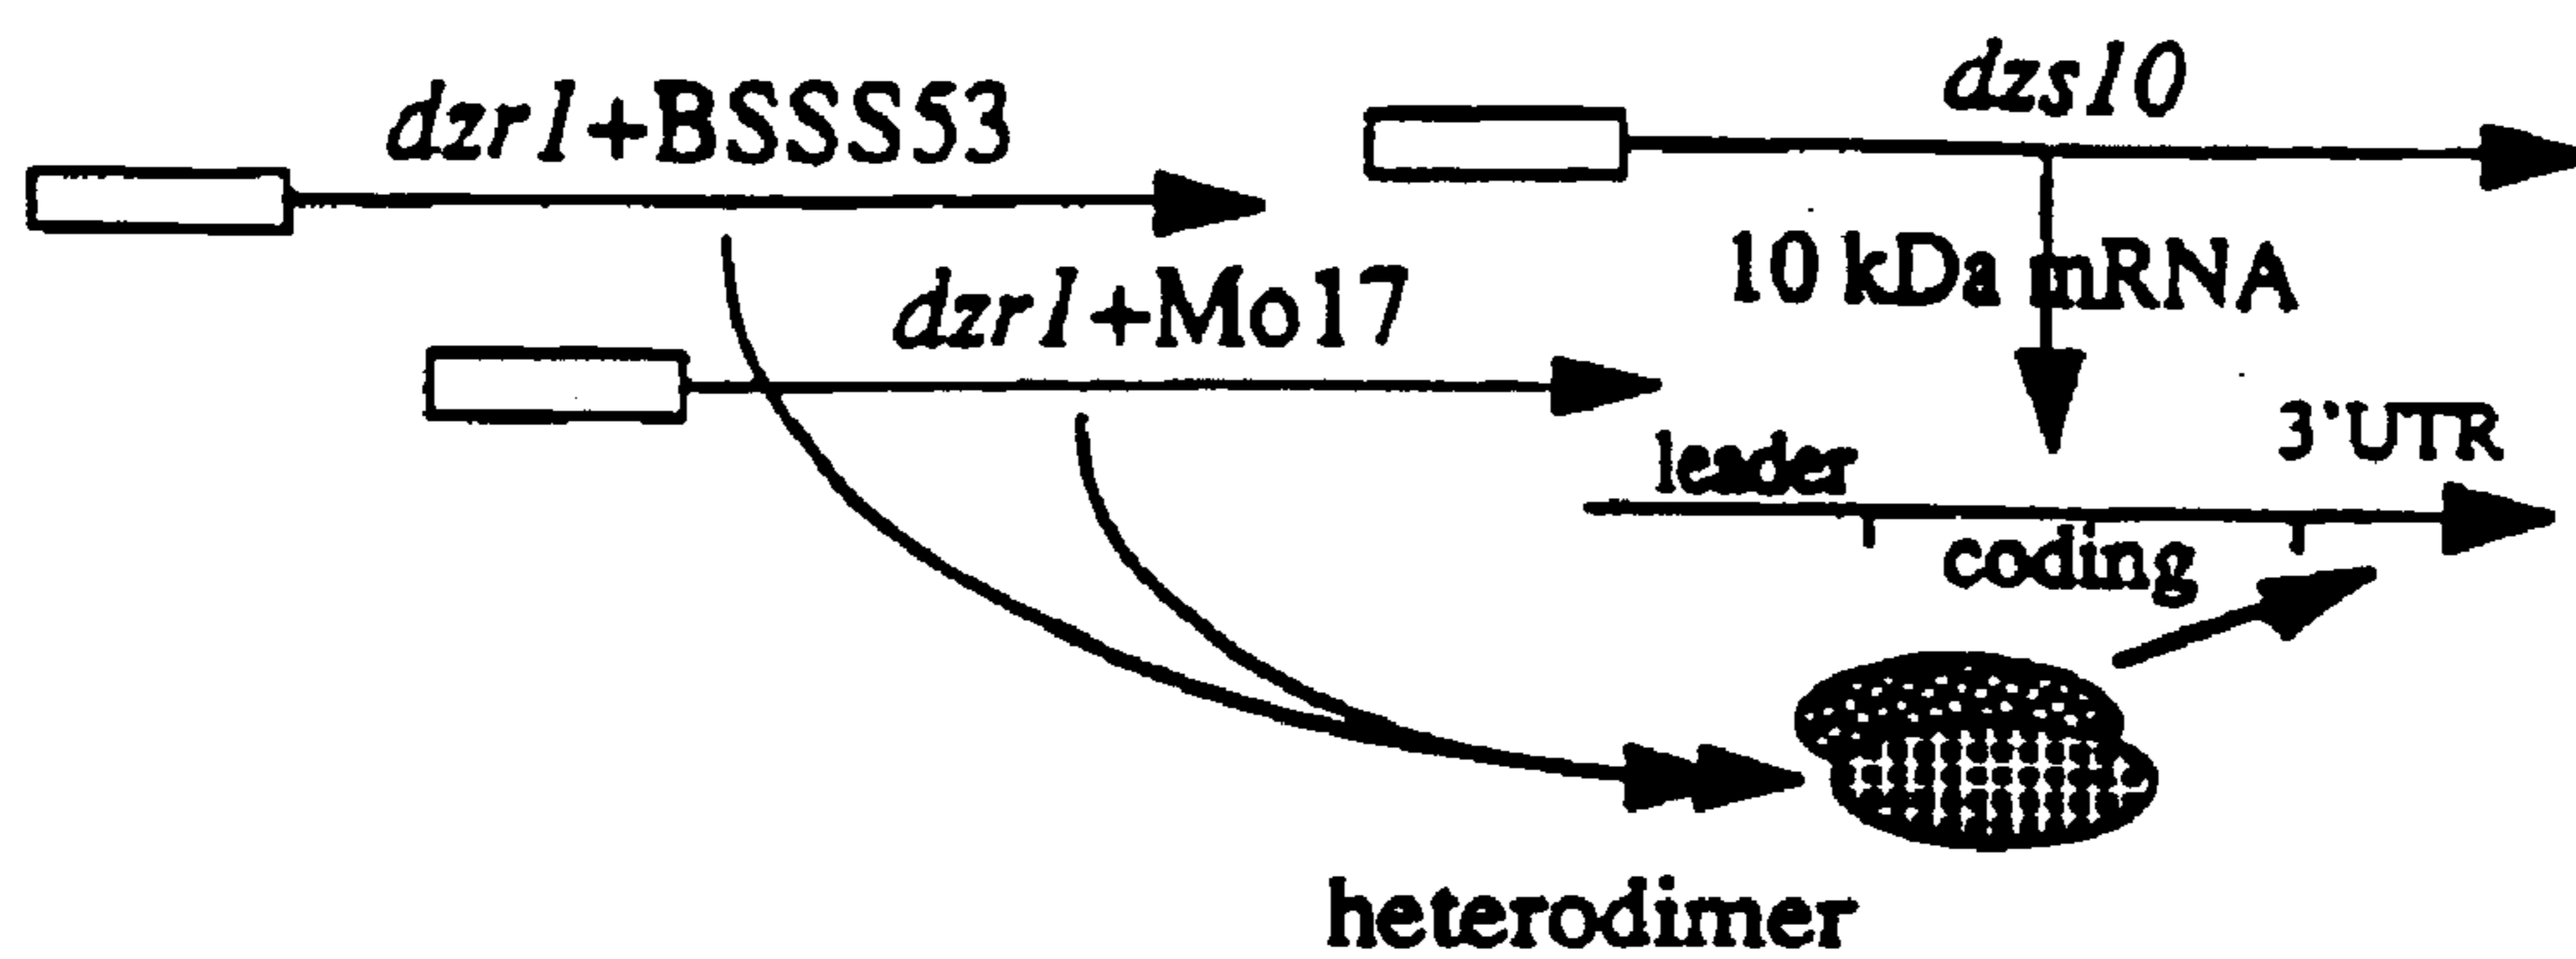 dzr1+BSSS53
dzs10
dzr1+Mo17
10 kDa mRNA
leader
3'UTR
coding
heterodimer